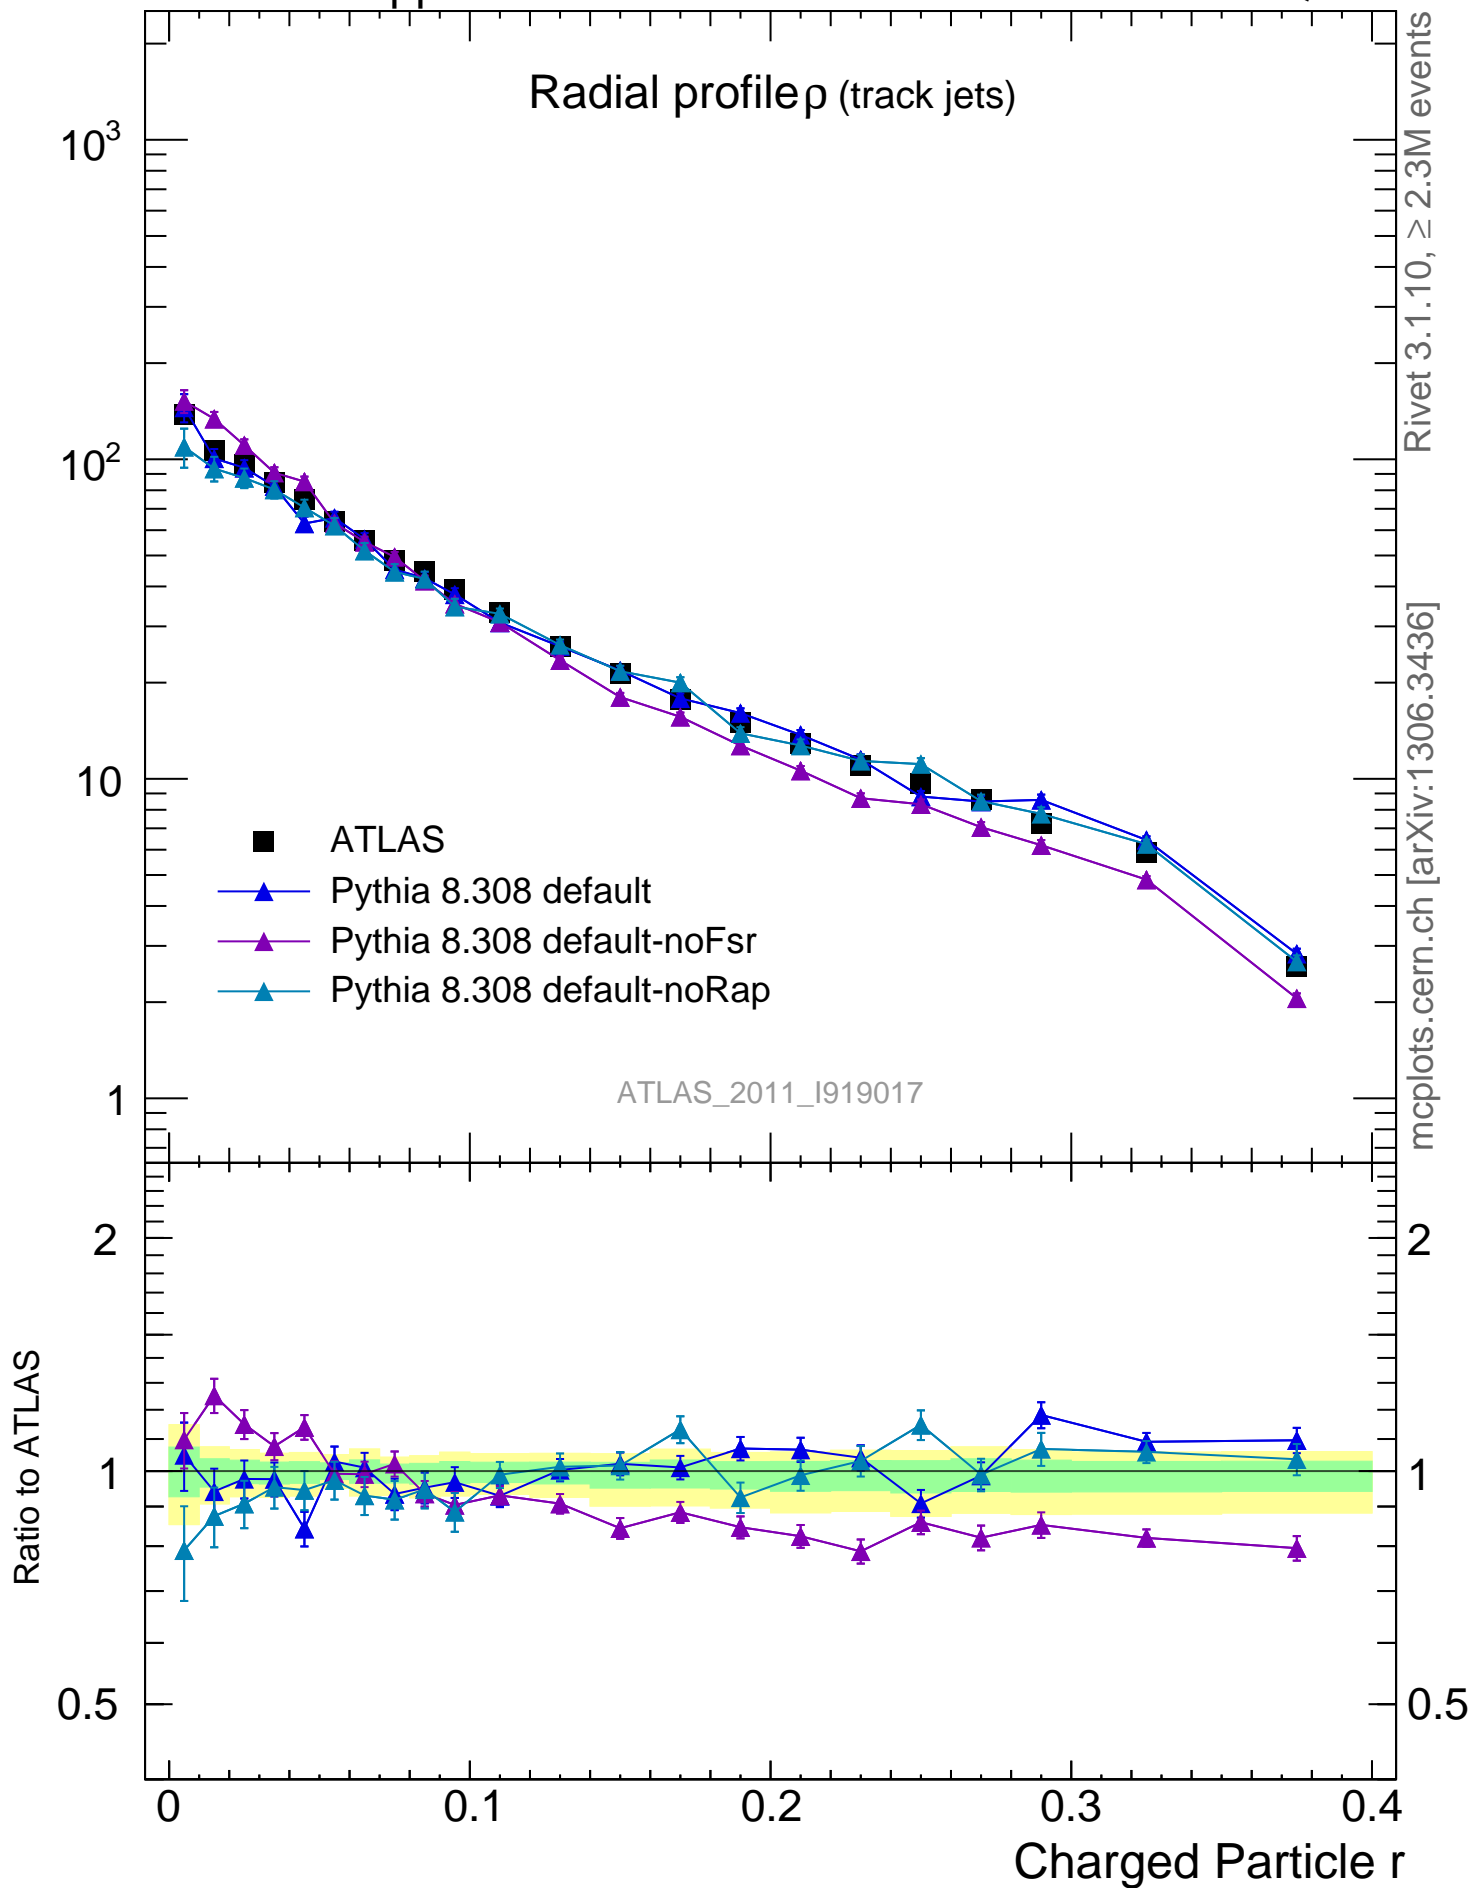 Radial profile ρ (track jets)
10³
10²
10
1
ATLAS
Pythia 8.308 default
Pythia 8.308 default-noFsr
Pythia 8.308 default-noRap
ATLAS_2011_I919017
Rivet 3.1.10, ≥ 2.3M events
mcplots.cern.ch [arXiv:1306.3436]
Ratio to ATLAS
2
1
0.5
2
1
0.5
0
0.1
0.2
0.3
0.4
Charged Particle r